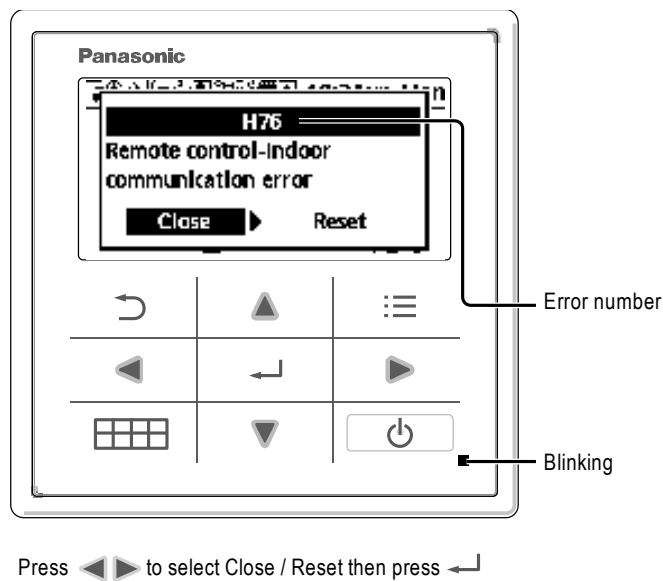 Panasonic
H76
Remote control-Indoor
communication error
Close
Reset
Error number
Blinking
Press to select Close / Reset then press